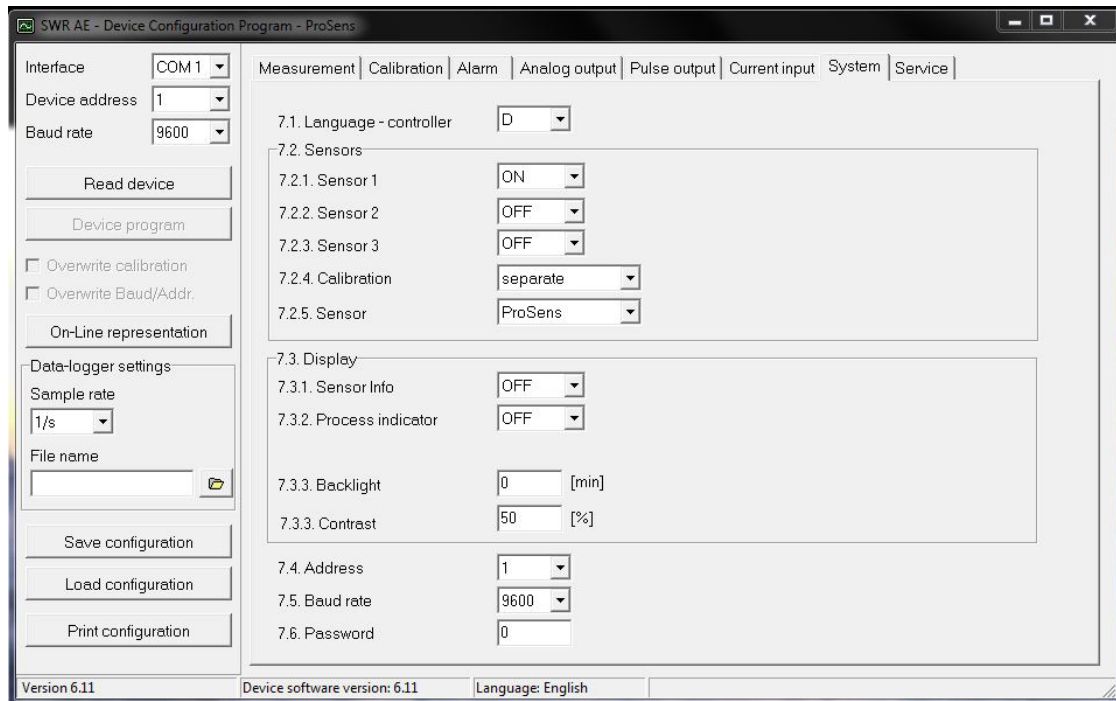 SWR AE - Device Configuration Program - ProSens
Interface COM 1
Device address 1
Baud rate 9600
Read device
Device program
Overwrite calibration
Overwrite Baud/Addr.
On-Line representation
Data-logger settings
Sample rate
1/s
File name
Save configuration
Load configuration
Print configuration
Measurement Calibration Alarm Analog output Pulse output Current input System Service
7.1. Language - controller D
7.2. Sensors
7.2.1. Sensor 1 ON
7.2.2. Sensor 2 OFF
7.2.3. Sensor 3 OFF
7.2.4. Calibration separate
7.2.5. Sensor ProSens
7.3. Display
7.3.1. Sensor Info OFF
7.3.2. Process indicator OFF
7.3.3. Backlight 0 [min]
7.3.3. Contrast 50 [%]
7.4. Address 1
7.5. Baud rate 9600
7.6. Password 0
Version 6.11 Device software version: 6.11 Language: English